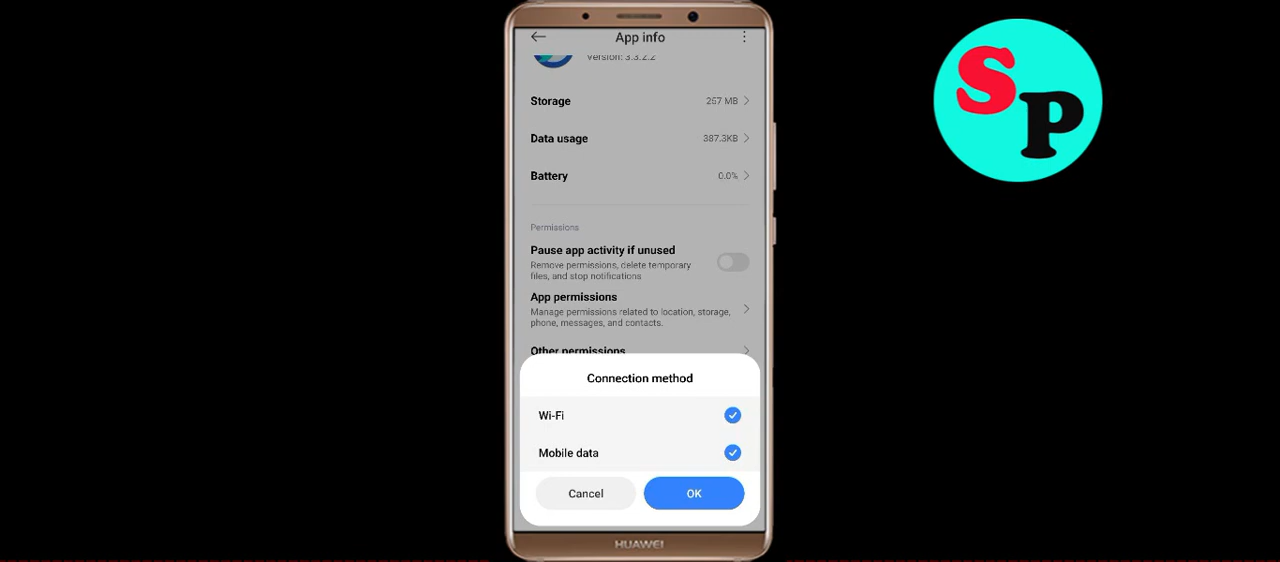 App info
Version: 3.3.2.2
Storage
257 MB
Data usage
387.3KB
Battery
0.0%
Permissions
Pause app activity if unused
Remove permissions, delete temporary
files, and stop notifications
App permissions
Manage permissions related to location, storage,
phone, messages, and contacts.
Other permissions
Connection method
Wi-Fi
Mobile data
Cancel
OK
HUAWEI
SP